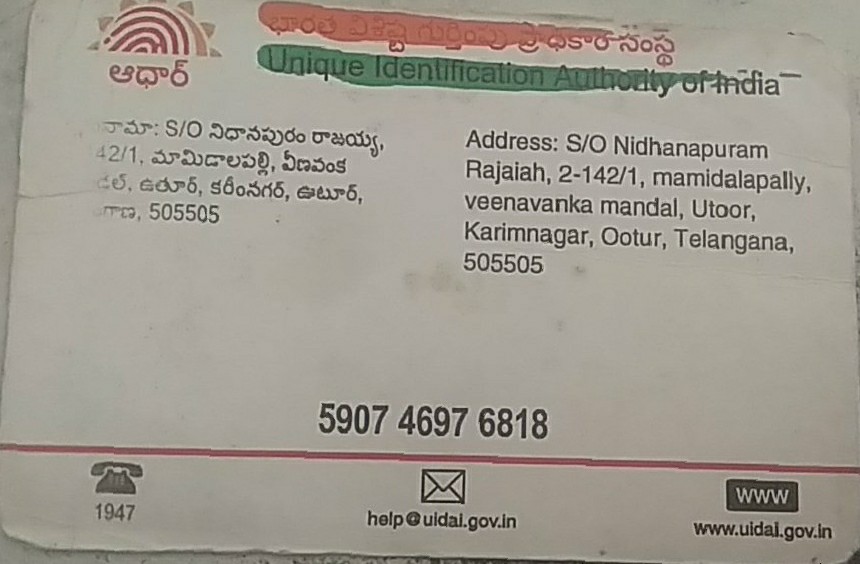 భారత విశిష్ట గుర్తింపు ప్రాధికార సంస్థ
ఆధార్
Unique Identification Authority of India
S/O నిధానపురం రాజయ్య,
42/1, మామిడాలపల్లి, వీణవంక
ఉతూర్, కరీంనగర్, ఊటూర్,
505505
Address: S/O Nidhanapuram
Rajaiah, 2-142/1, mamidalapally,
veenavanka mandal, Utoor,
Karimnagar, Ootur, Telangana,
505505
5907 4697 6818
1947
help@uidai.gov.in
www
www.uidai.gov.in